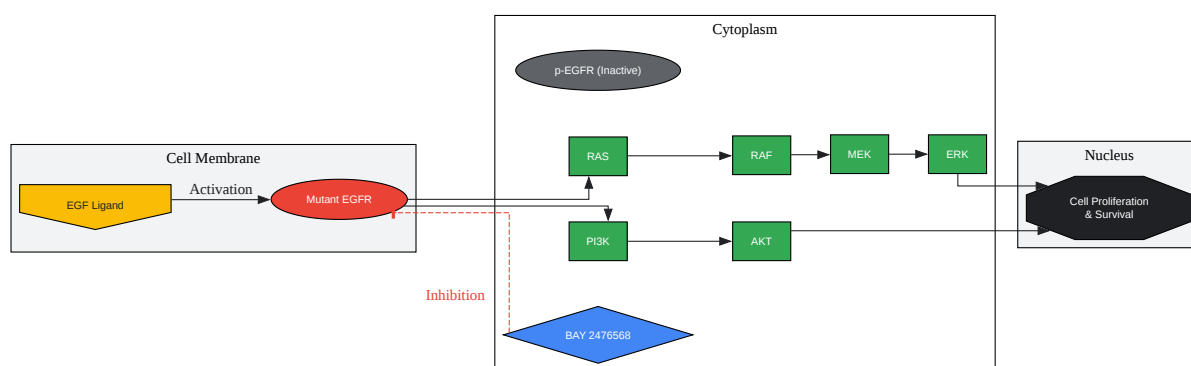 Cytoplasm
p-EGFR (Inactive)
Cell Membrane
EGF Ligand
Activation
Mutant EGFR
RAS
RAF
MEK
ERK
PI3K
AKT
Nucleus
Cell Proliferation
& Survival
Inhibition
BAY 2476568